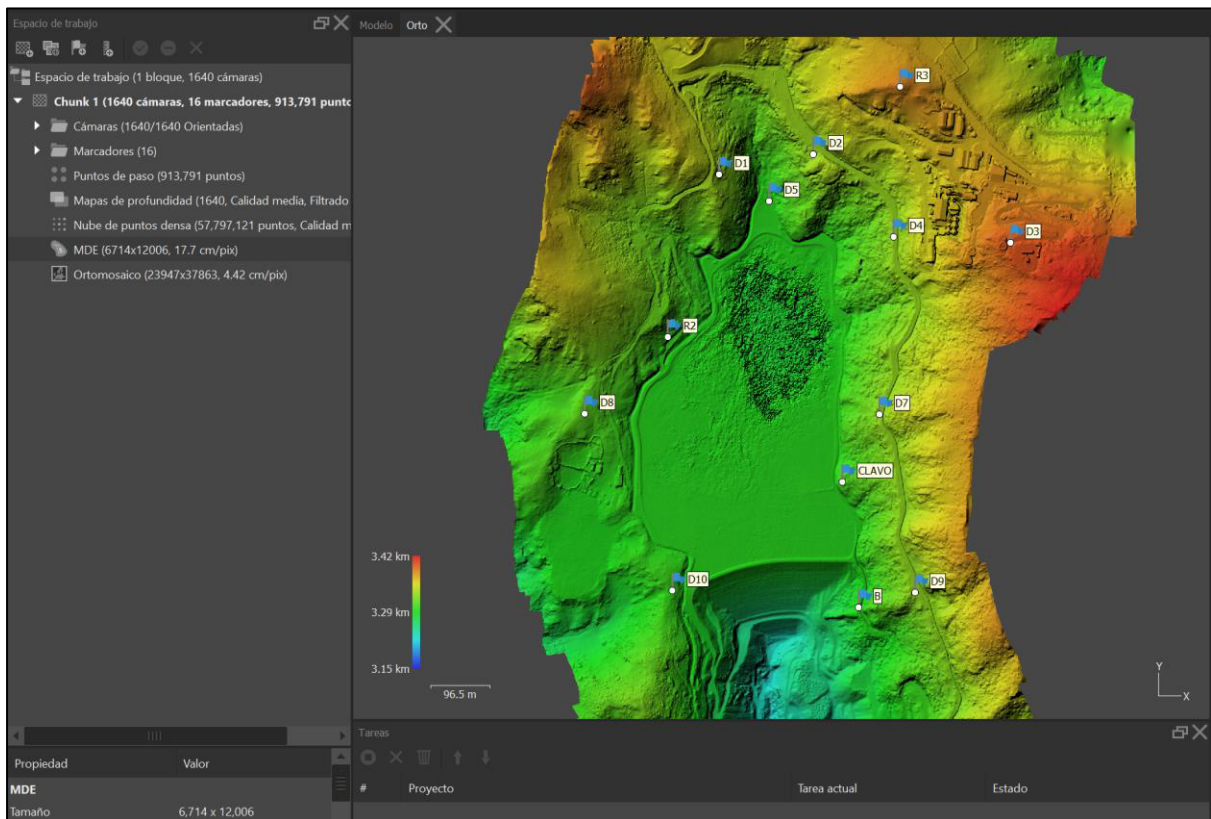 Espacio de trabajo
Espacio de trabajo (1 bloque, 1640 cámaras)
Chunk 1 (1640 cámaras, 16 marcadores, 913,791 punto
Cámaras (1640/1640 Orientadas)
Marcadores (16)
Puntos de paso (913,791 puntos)
Mapas de profundidad (1640, Calidad media, Filtrado
Nube de puntos densa (57,797,121 puntos, Calidad m
MDE (6714x12006, 17.7 cm/pix)
Ortomosaico (23947x37863, 4.42 cm/pix)
Propiedad Valor
MDE
Tamaño 6,714 x 12,006
Modelo Orto
R3
D2
D1
D5
D4
D3
R2
D8
D7
CLAVO
D10
D9
B
3.42 km
3.29 km
3.15 km
96.5 m
Y
X
Tareas
# Proyecto Tarea actual Estado